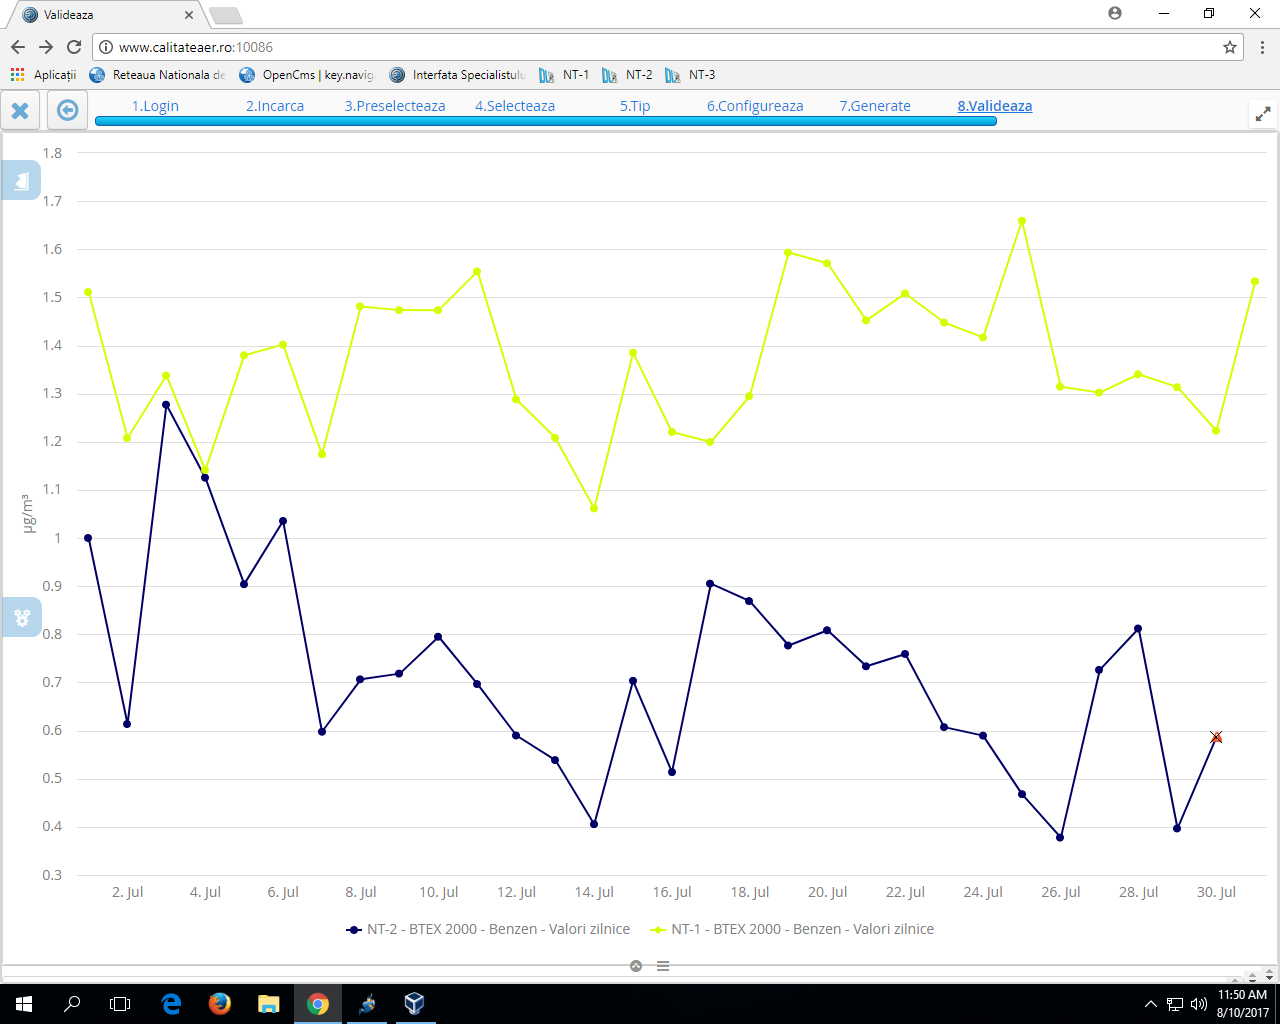 Valideaza
www.calitateaer.ro:10086
Aplicații Reteaua Nationala de OpenCms | key.navig Interfata Specialistulu NT-1 NT-2 NT-3
1.Login 2.Incarca 3.Preselecteaza 4.Selecteaza 5.Tip 6.Configureaza 7.Generate 8.Valideaza
1.8
1.7
1.6
1.5
1.4
1.3
1.2
1.1
µg/m³
1
0.9
0.8
0.7
0.6
0.5
0.4
0.3
2. Jul 4. Jul 6. Jul 8. Jul 10. Jul 12. Jul 14. Jul 16. Jul 18. Jul 20. Jul 22. Jul 24. Jul 26. Jul 28. Jul 30. Jul
NT-2 - BTEX 2000 - Benzen - Valori zilnice NT-1 - BTEX 2000 - Benzen - Valori zilnice
11:50 AM
8/10/2017